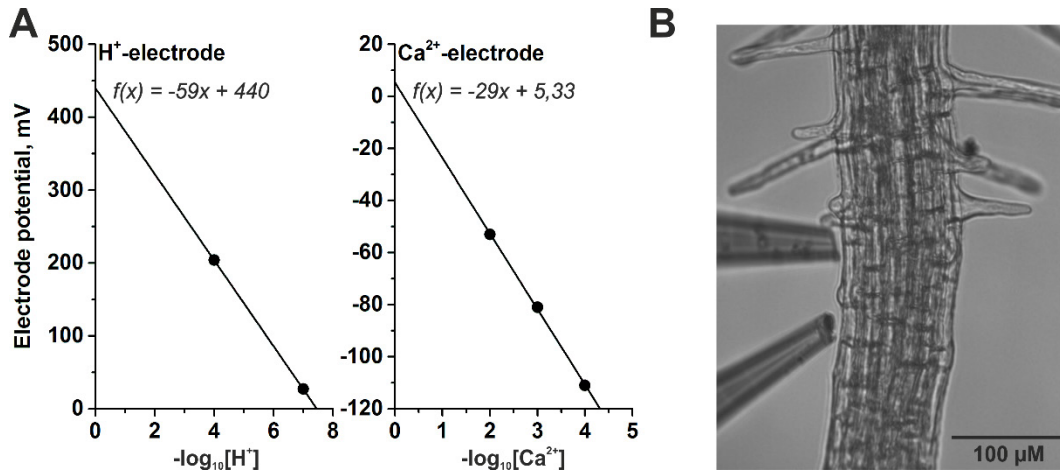 A
B
H⁺-electrode
f(x) = -59x + 440
Electrode potential, mV
500
400
300
200
100
0
0 2 4 6 8
-log₁₀[H⁺]
Ca²⁺-electrode
f(x) = -29x + 5,33
20
0
-20
-40
-60
-80
-100
-120
0 1 2 3 4 5
-log₁₀[Ca²⁺]
100 µM